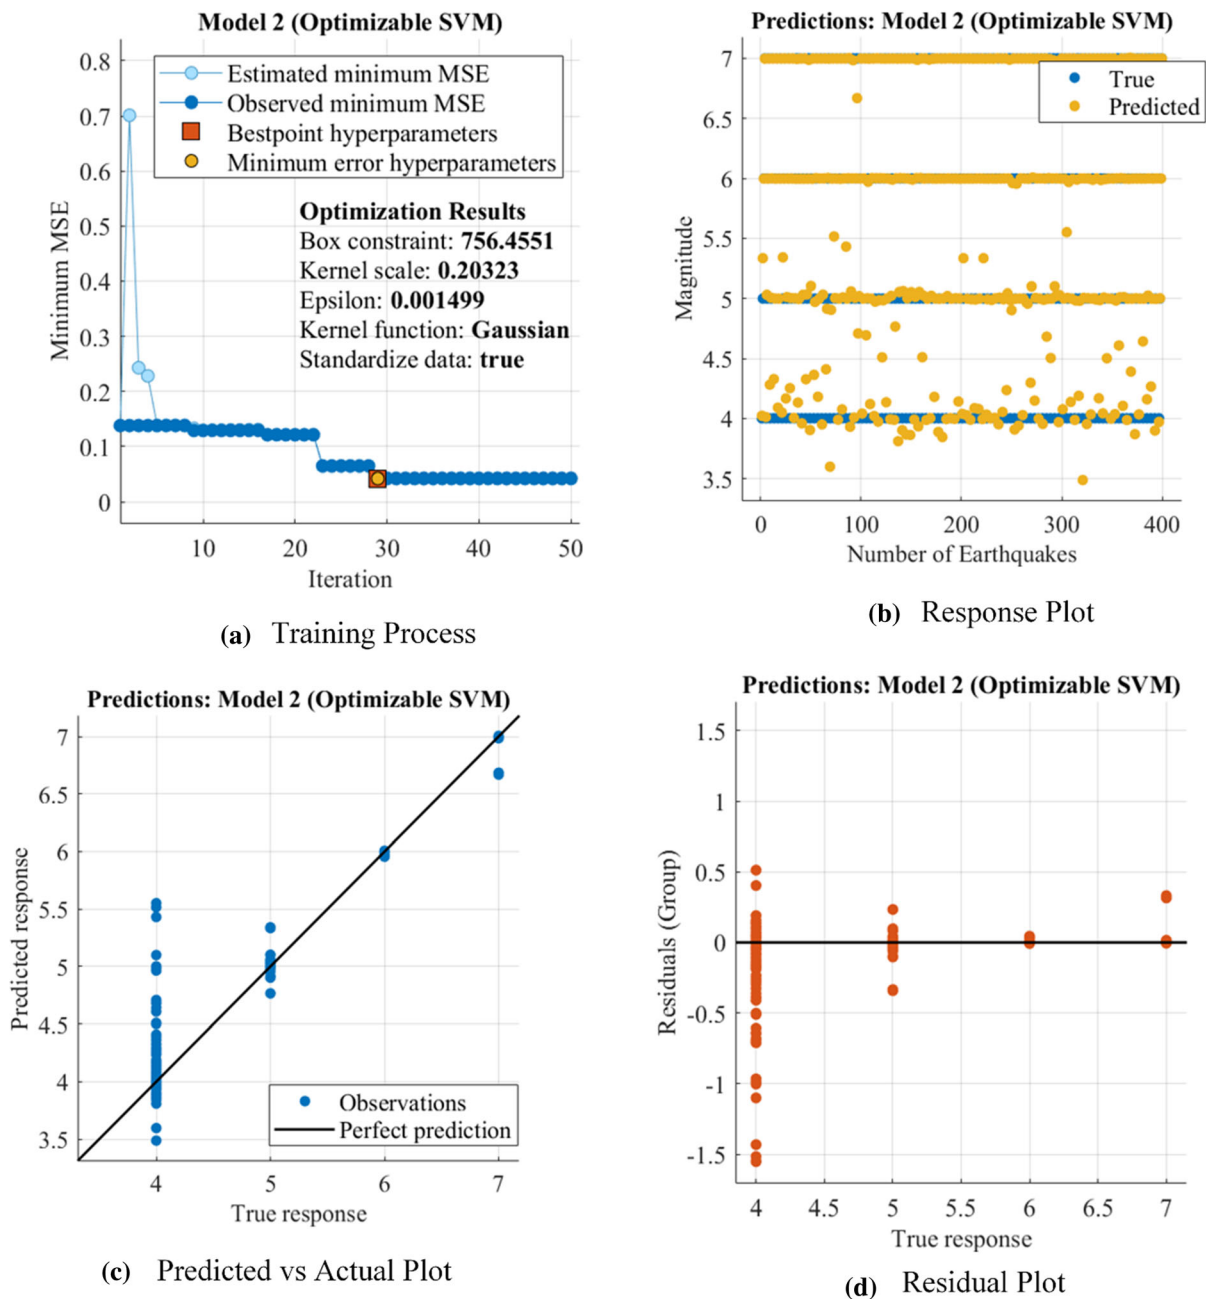 Model 2 (Optimizable SVM)
0.8
0.7
0.6
0.5
0.4
0.3
0.2
0.1
0
Minimum MSE
Estimated minimum MSE
Observed minimum MSE
Bestpoint hyperparameters
Minimum error hyperparameters
Optimization Results
Box constraint: 756.4551
Kernel scale: 0.20323
Epsilon: 0.001499
Kernel function: Gaussian
Standardize data: true
10 20 30 40 50
Iteration
(a) Training Process
Predictions: Model 2 (Optimizable SVM)
7
6.5
6
5.5
5
4.5
4
3.5
Magnitude
True
Predicted
0 100 200 300 400
Number of Earthquakes
(b) Response Plot
Predictions: Model 2 (Optimizable SVM)
7
6.5
6
5.5
5
4.5
4
3.5
Predicted response
Observations
Perfect prediction
4 5 6 7
True response
(c) Predicted vs Actual Plot
Predictions: Model 2 (Optimizable SVM)
1.5
1
0.5
0
-0.5
-1
-1.5
Residuals (Group)
4 4.5 5 5.5 6 6.5 7
True response
(d) Residual Plot